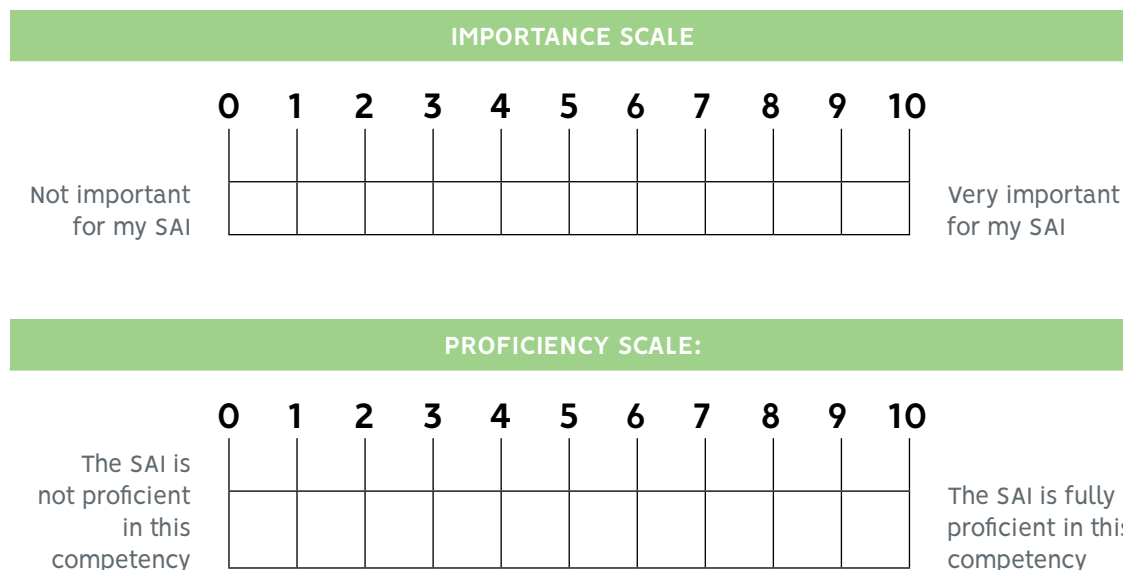 IMPORTANCE SCALE
0 1 2 3 4 5 6 7 8 9 10
Not important
for my SAI
Very important
for my SAI
PROFICIENCY SCALE:
0 1 2 3 4 5 6 7 8 9 10
The SAI is
not proficient
in this
competency
The SAI is fully
proficient in this
competency